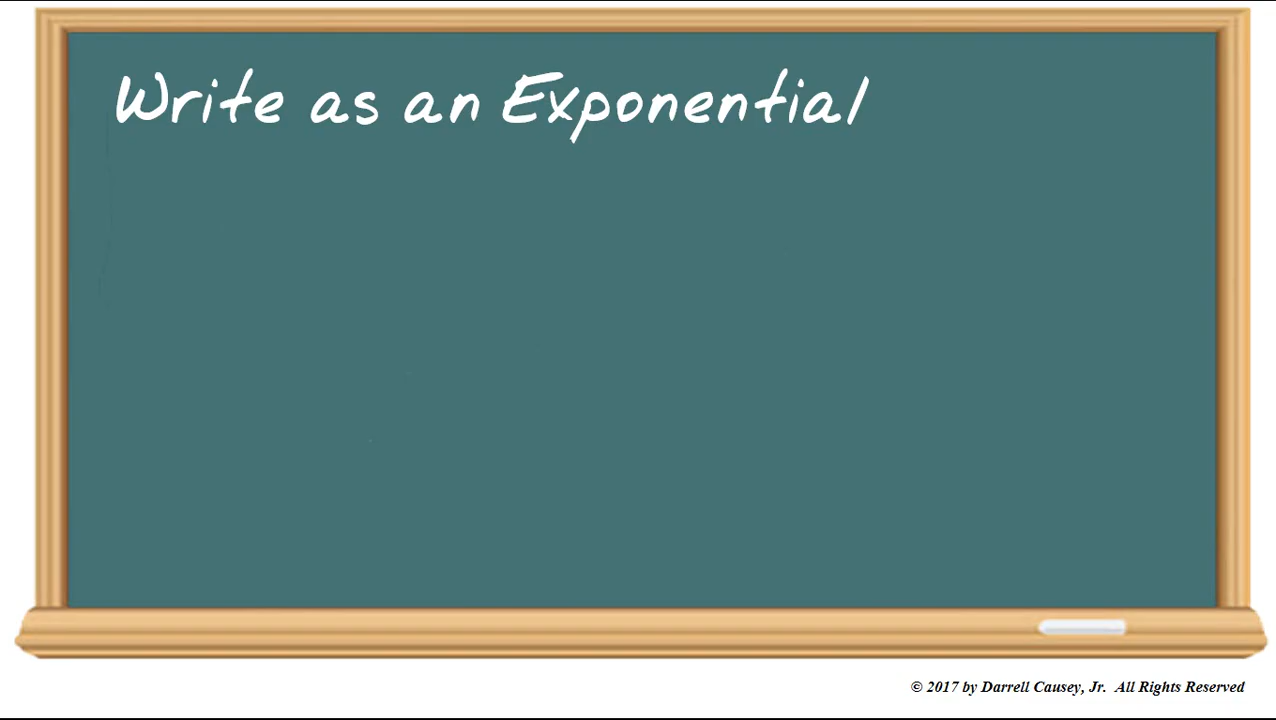 Write as an Exponential
© 2017 by Darrell Causey, Jr. All Rights Reserved